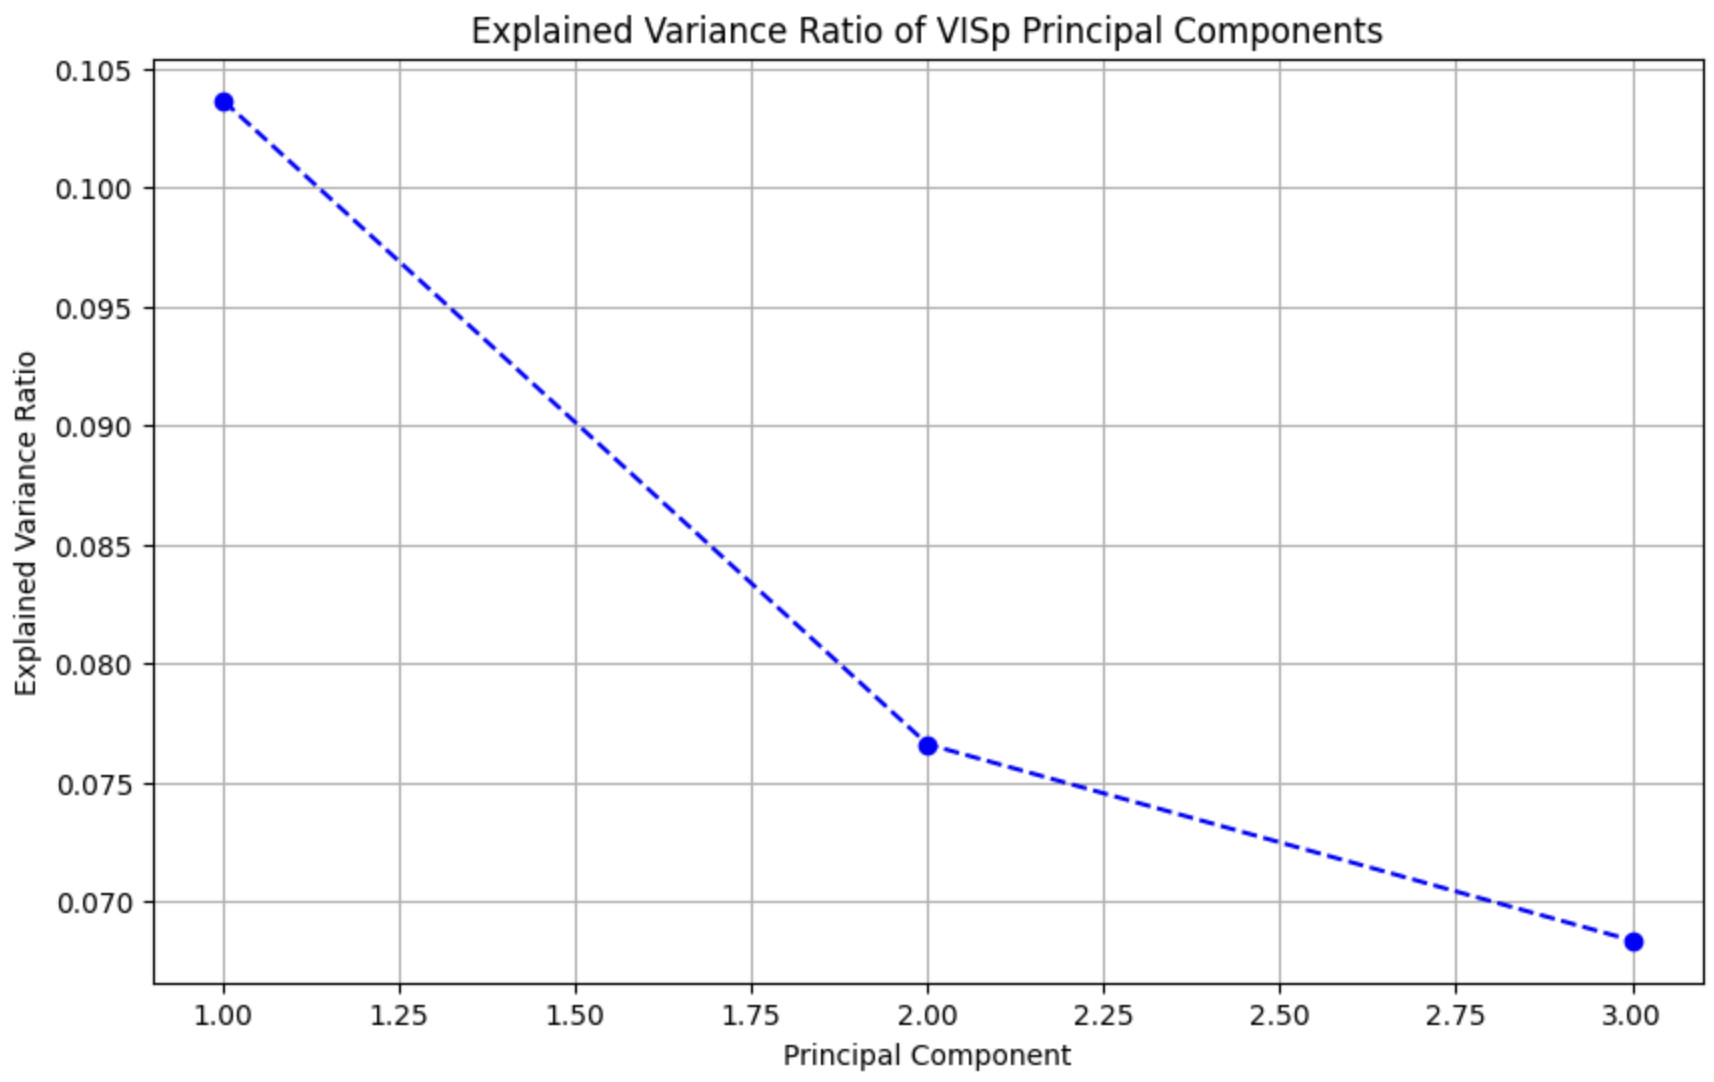 Explained Variance Ratio of VISp Principal Components
0.105
0.100
0.095
0.090
0.085
0.080
0.075
0.070
Explained Variance Ratio
1.00 1.25 1.50 1.75 2.00 2.25 2.50 2.75 3.00
Principal Component